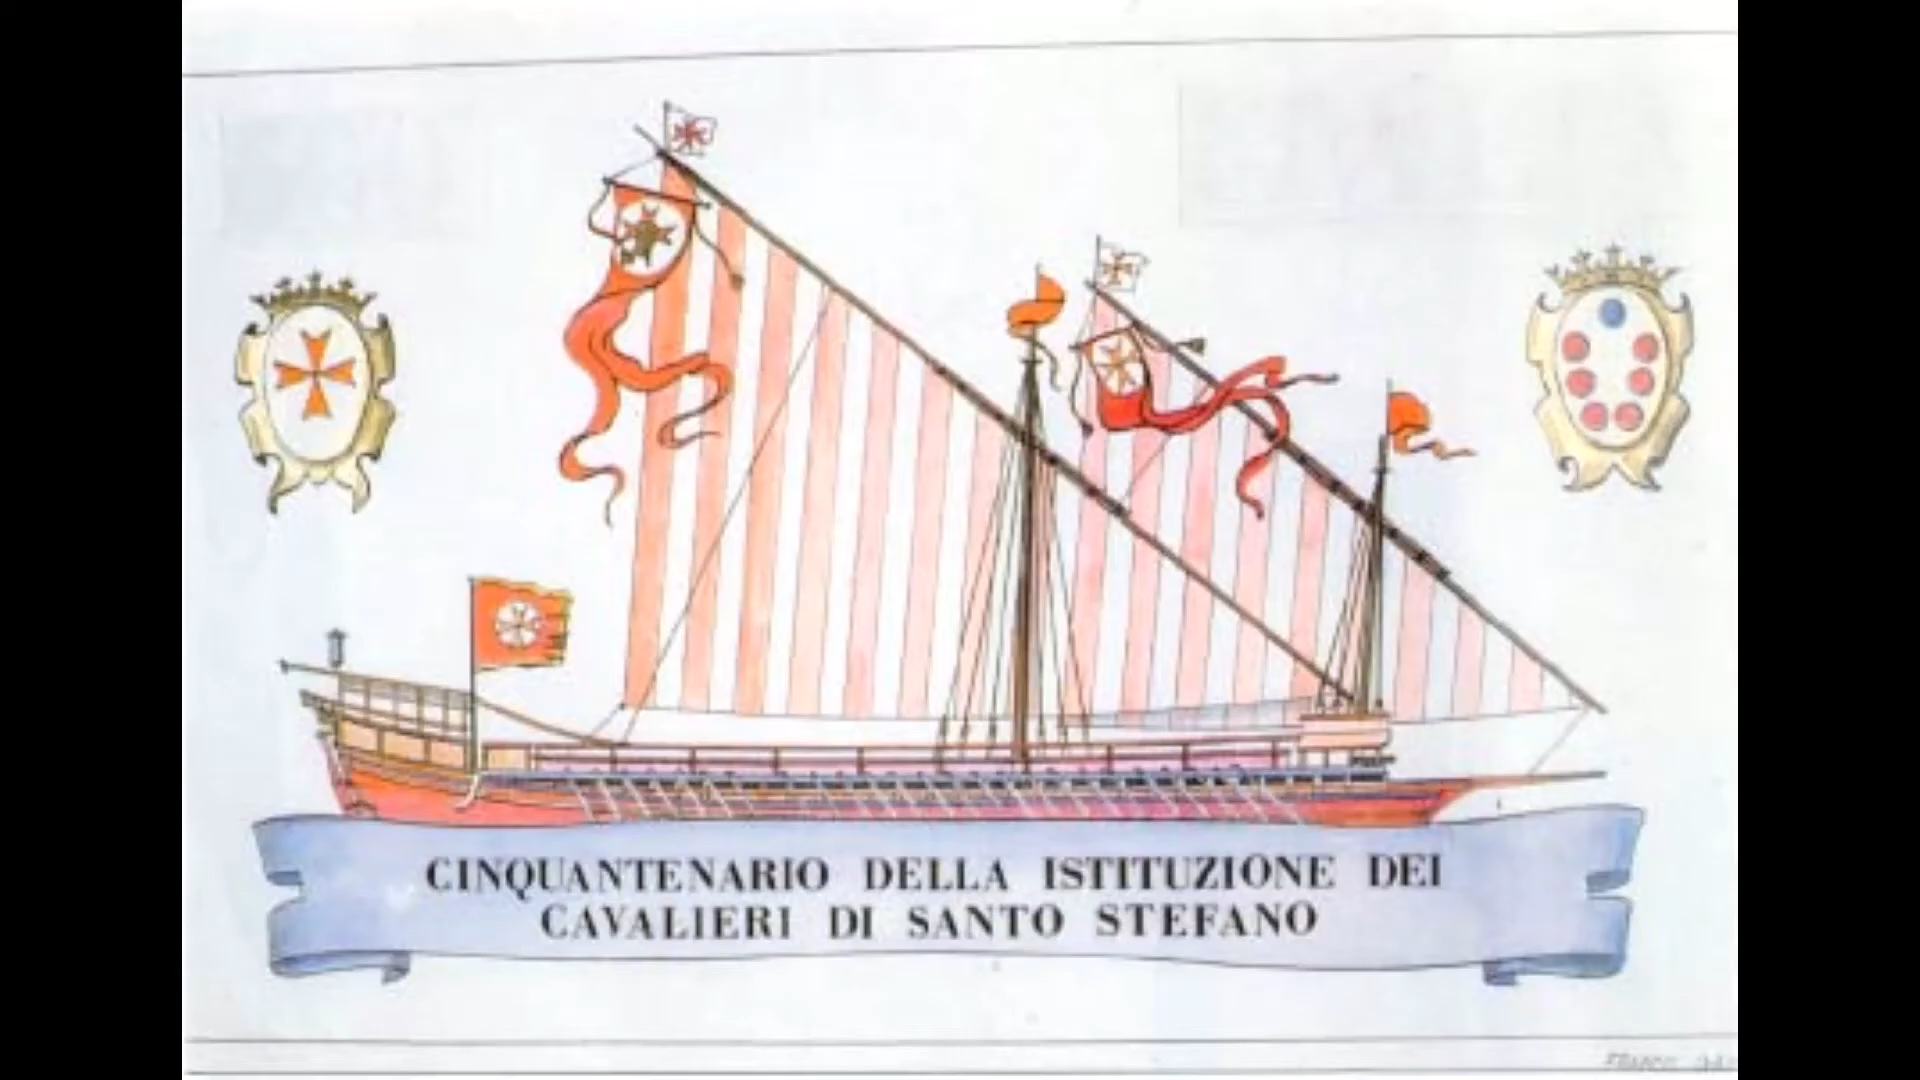 CINQUANTENARIO DELLA ISTITUZIONE DEI
CAVALIERI DI SANTO STEFANO